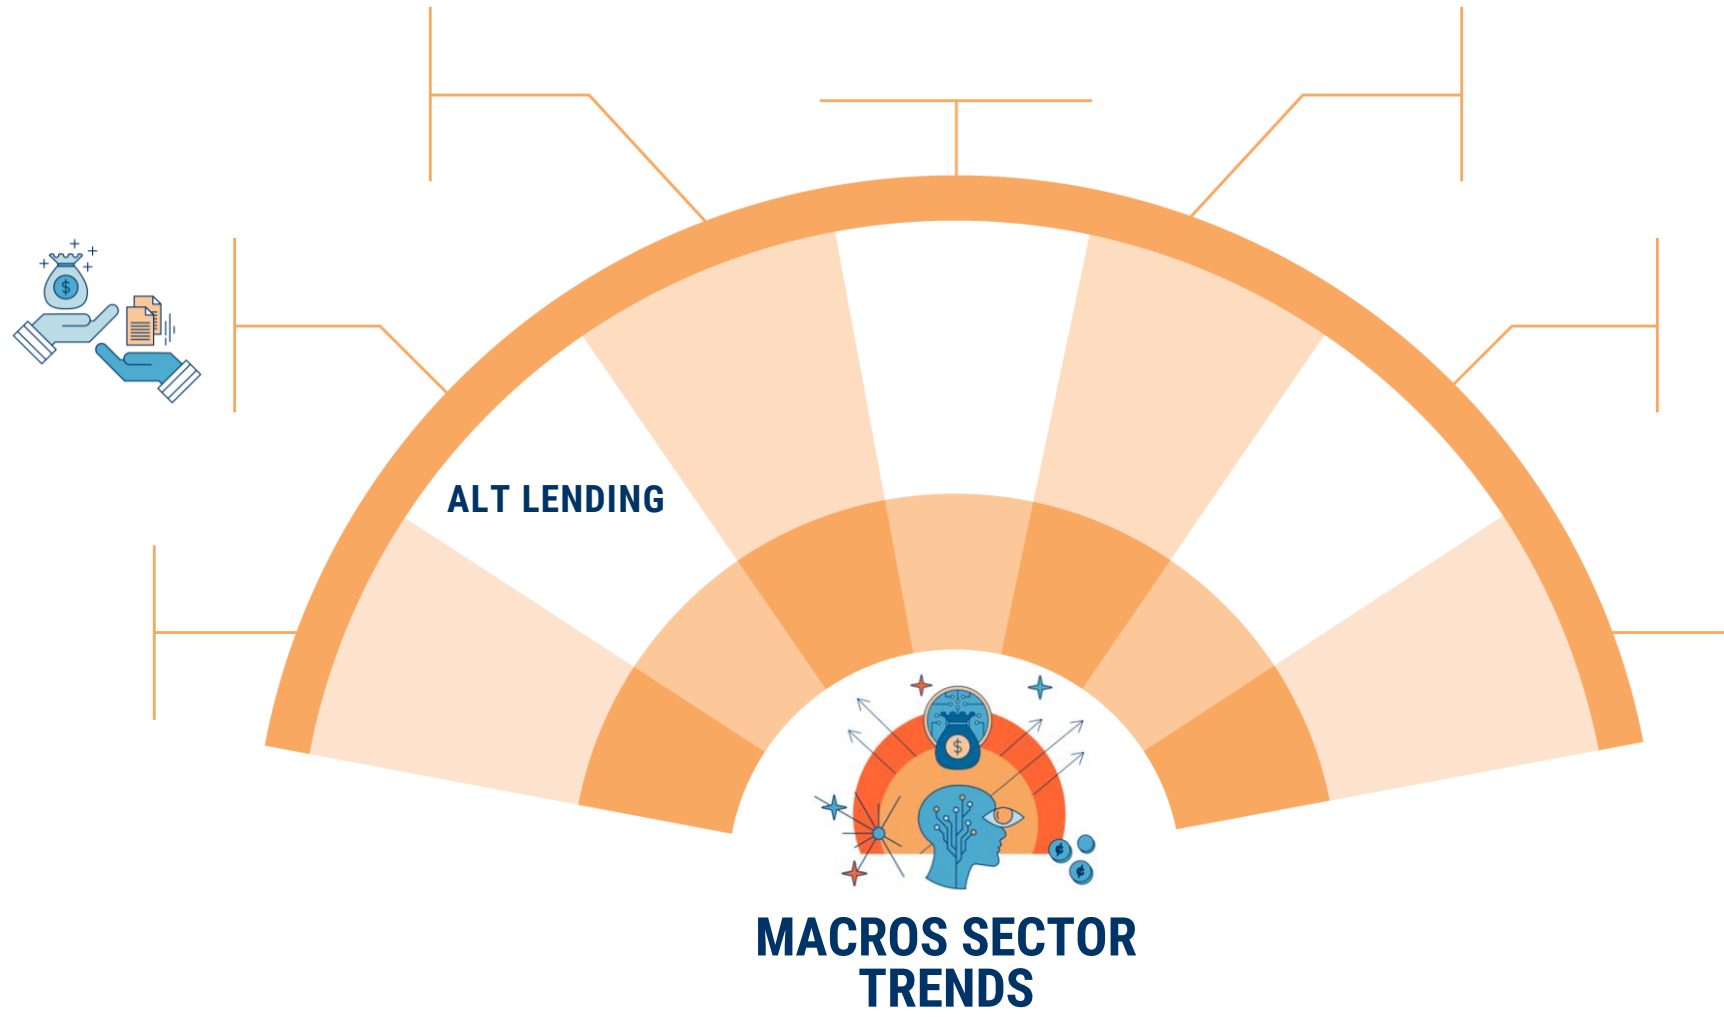 ALT LENDING
$
$
¢
¢
MACROS SECTOR
TRENDS